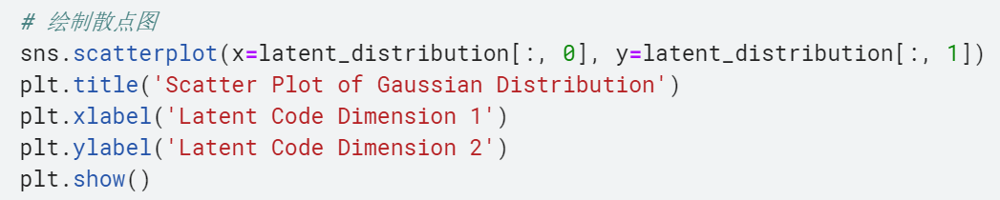 # 绘制散点图
sns.scatterplot(x=latent_distribution[:, 0], y=latent_distribution[:, 1])
plt.title('Scatter Plot of Gaussian Distribution')
plt.xlabel('Latent Code Dimension 1')
plt.ylabel('Latent Code Dimension 2')
plt.show()